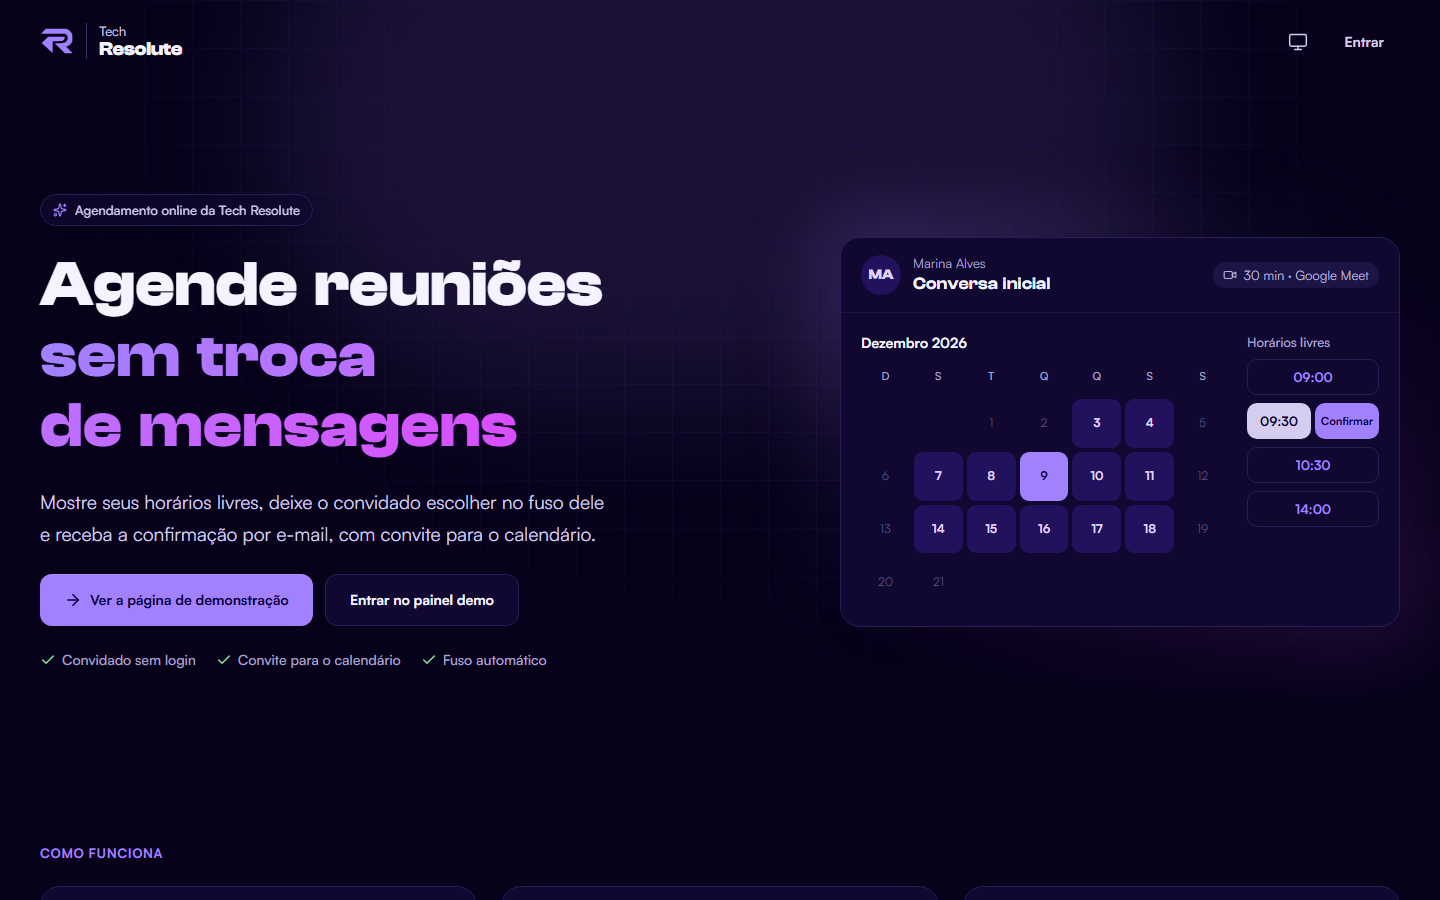 Tech
Resolute
Entrar
Agendamento online da Tech Resolute
Agende reuniões
sem troca
de mensagens
Mostre seus horários livres, deixe o convidado escolher no fuso dele
e receba a confirmação por e-mail, com convite para o calendário.
Ver a página de demonstração
Entrar no painel demo
Convidado sem login
Convite para o calendário
Fuso automático
MA
Marina Alves
Conversa inicial
30 min · Google Meet
Dezembro 2026
D S T Q Q S S
1 2 3 4 5
6 7 8 9 10 11 12
13 14 15 16 17 18 19
20 21
Horários livres
09:00
09:30 Confirmar
10:30
14:00
COMO FUNCIONA